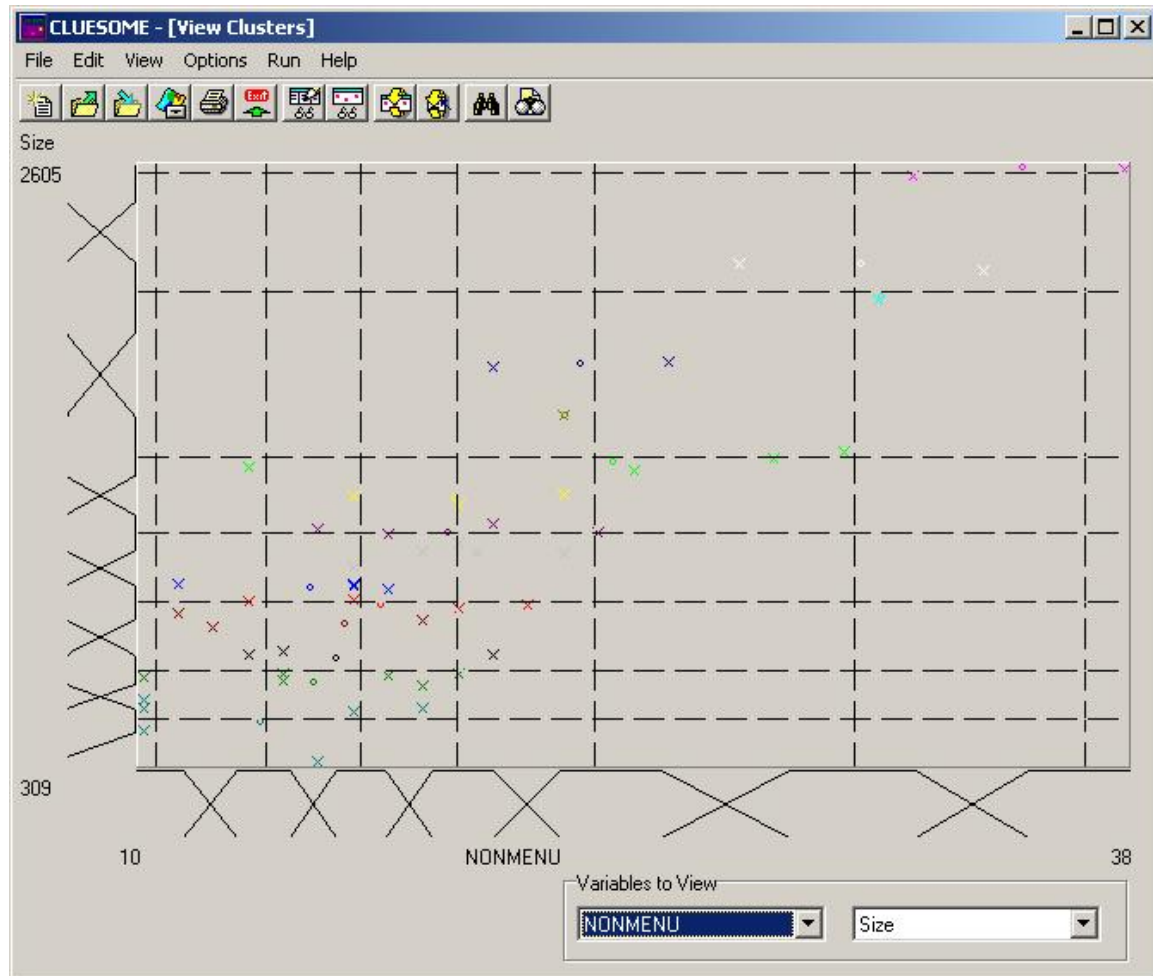 CLUESOME - [View Clusters]
File Edit View Options Run Help
Exit
Size
2605
309
10 NONMENU 38
Variables to View
NONMENU Size